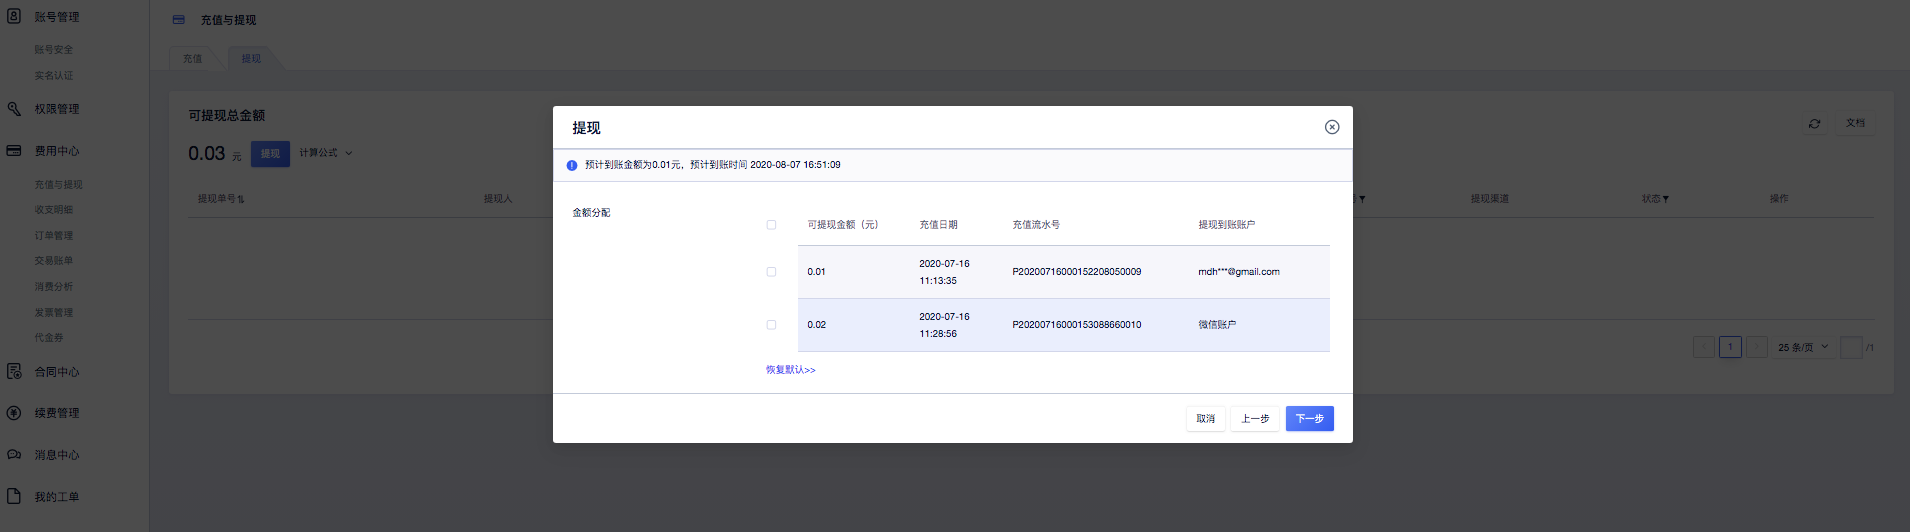 账号管理
账号安全
实名认证
权限管理
费用中心
充值与提现
收支明细
订单管理
交易账单
消费分析
发票管理
代金券
合同中心
续费管理
消息中心
我的工单
充值与提现
充值
提现
可提现总金额
0.03 元 提现 计算公式
文档
提现单号 提现人 提现渠道 状态 操作
1 25 条/页 /1
提现
预计到账金额为0.01元，预计到账时间 2020-08-07 16:51:09
金额分配
可提现金额（元） 充值日期 充值流水号 提现到账账户
0.01 2020-07-16 11:13:35 P20200716000152208050009 mdh***@gmail.com
0.02 2020-07-16 11:28:56 P20200716000153088660010 微信账户
恢复默认>>
取消 上一步 下一步